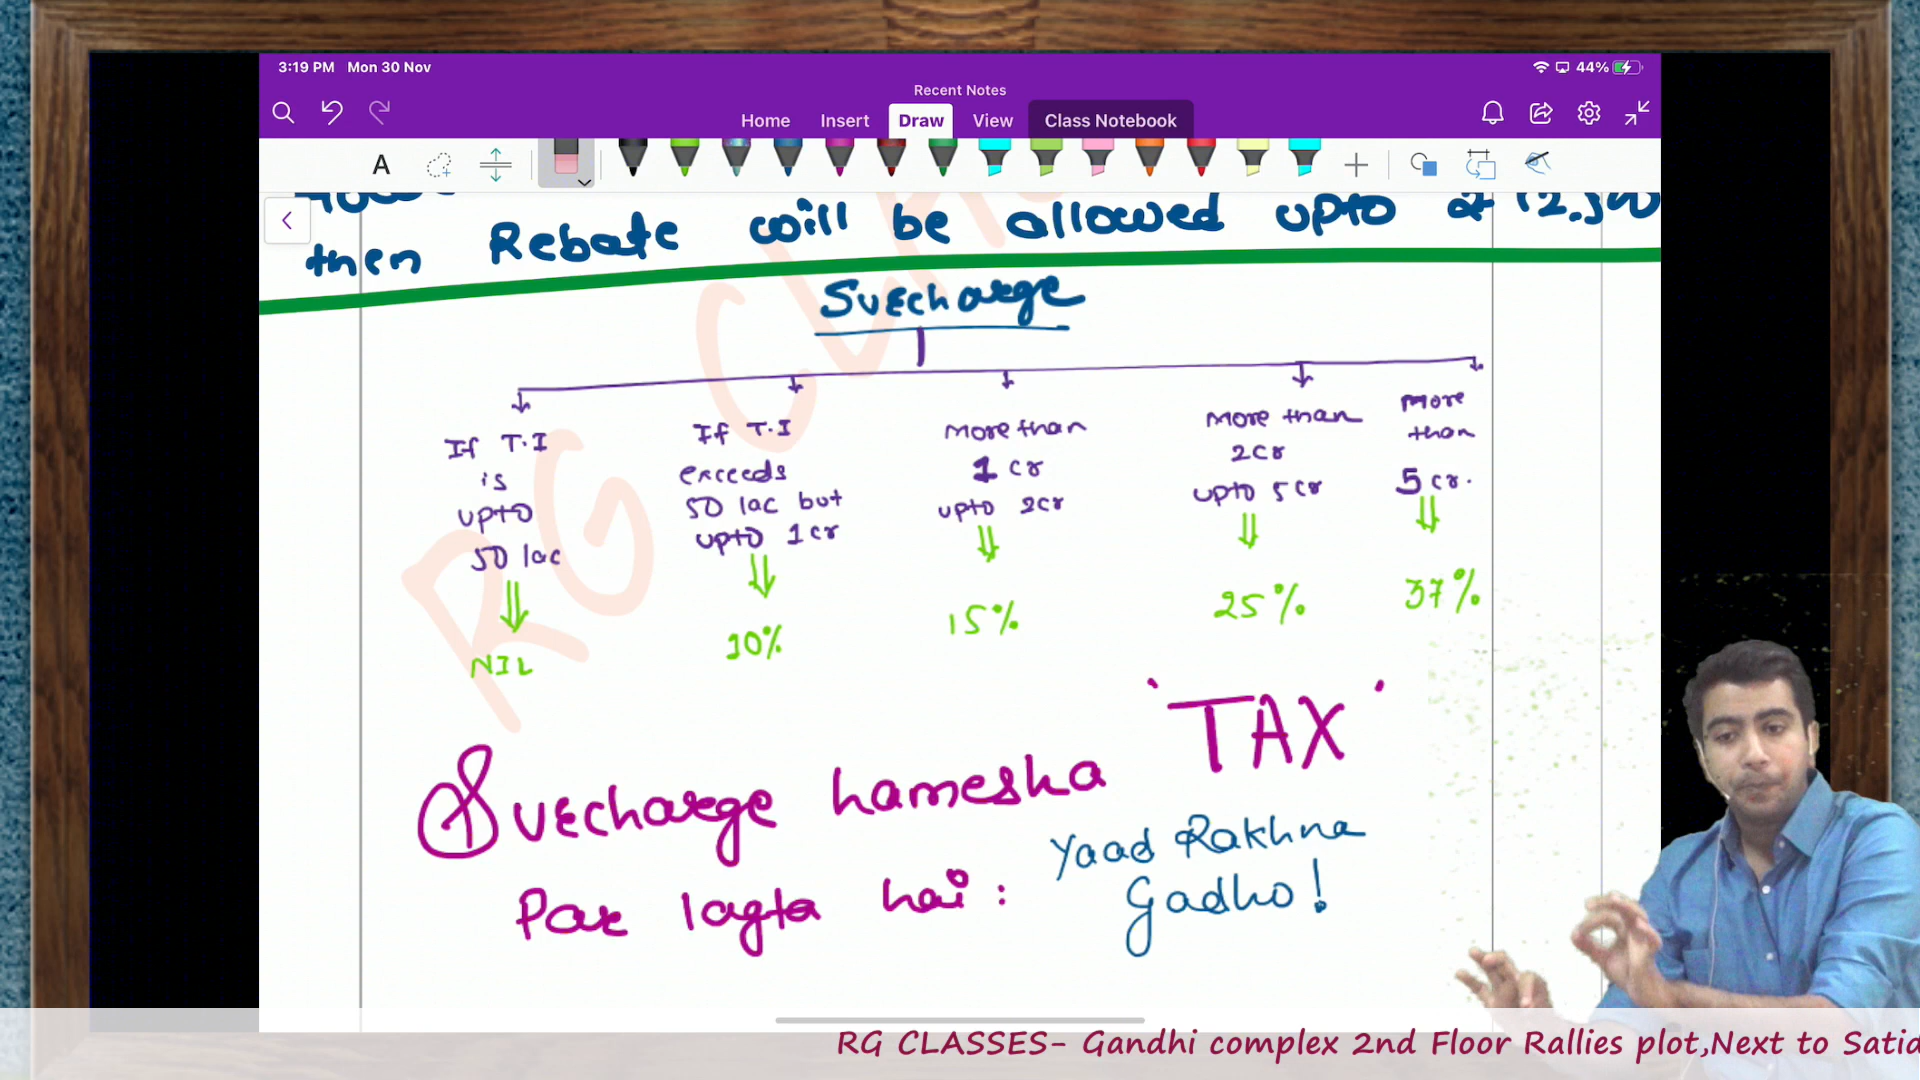 3:19 PM Mon 30 Nov
44%
Recent Notes
Home Insert Draw View Class Notebook
A
then Rebate will be allowed upto
Surcharge
If T.I is upto 50 lac
NIL
If T.I exceeds 50 lac but upto 1 cr
10%
More than 1 cr upto 2cr
15%
More than 2cr upto 5 cr
25%
More than 5 cr.
37%
Surcharge hamesha 'TAX'
Par lagta hai :
Yaad Rakhna
Gadho!
RG CLASSES- Gandhi complex 2nd Floor Rallies plot,Next to